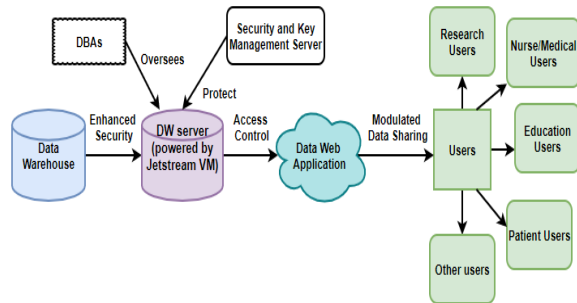 DBAs
Oversees
Security and Key
Management Server
Protect
Data
Warehouse
Enhanced
Security
DW server
(powered by
Jetstream VM)
Access
Control
Data Web
Application
Modulated
Data Sharing
Users
Research
Users
Nurse/Medical
Users
Education
Users
Patient Users
Other users